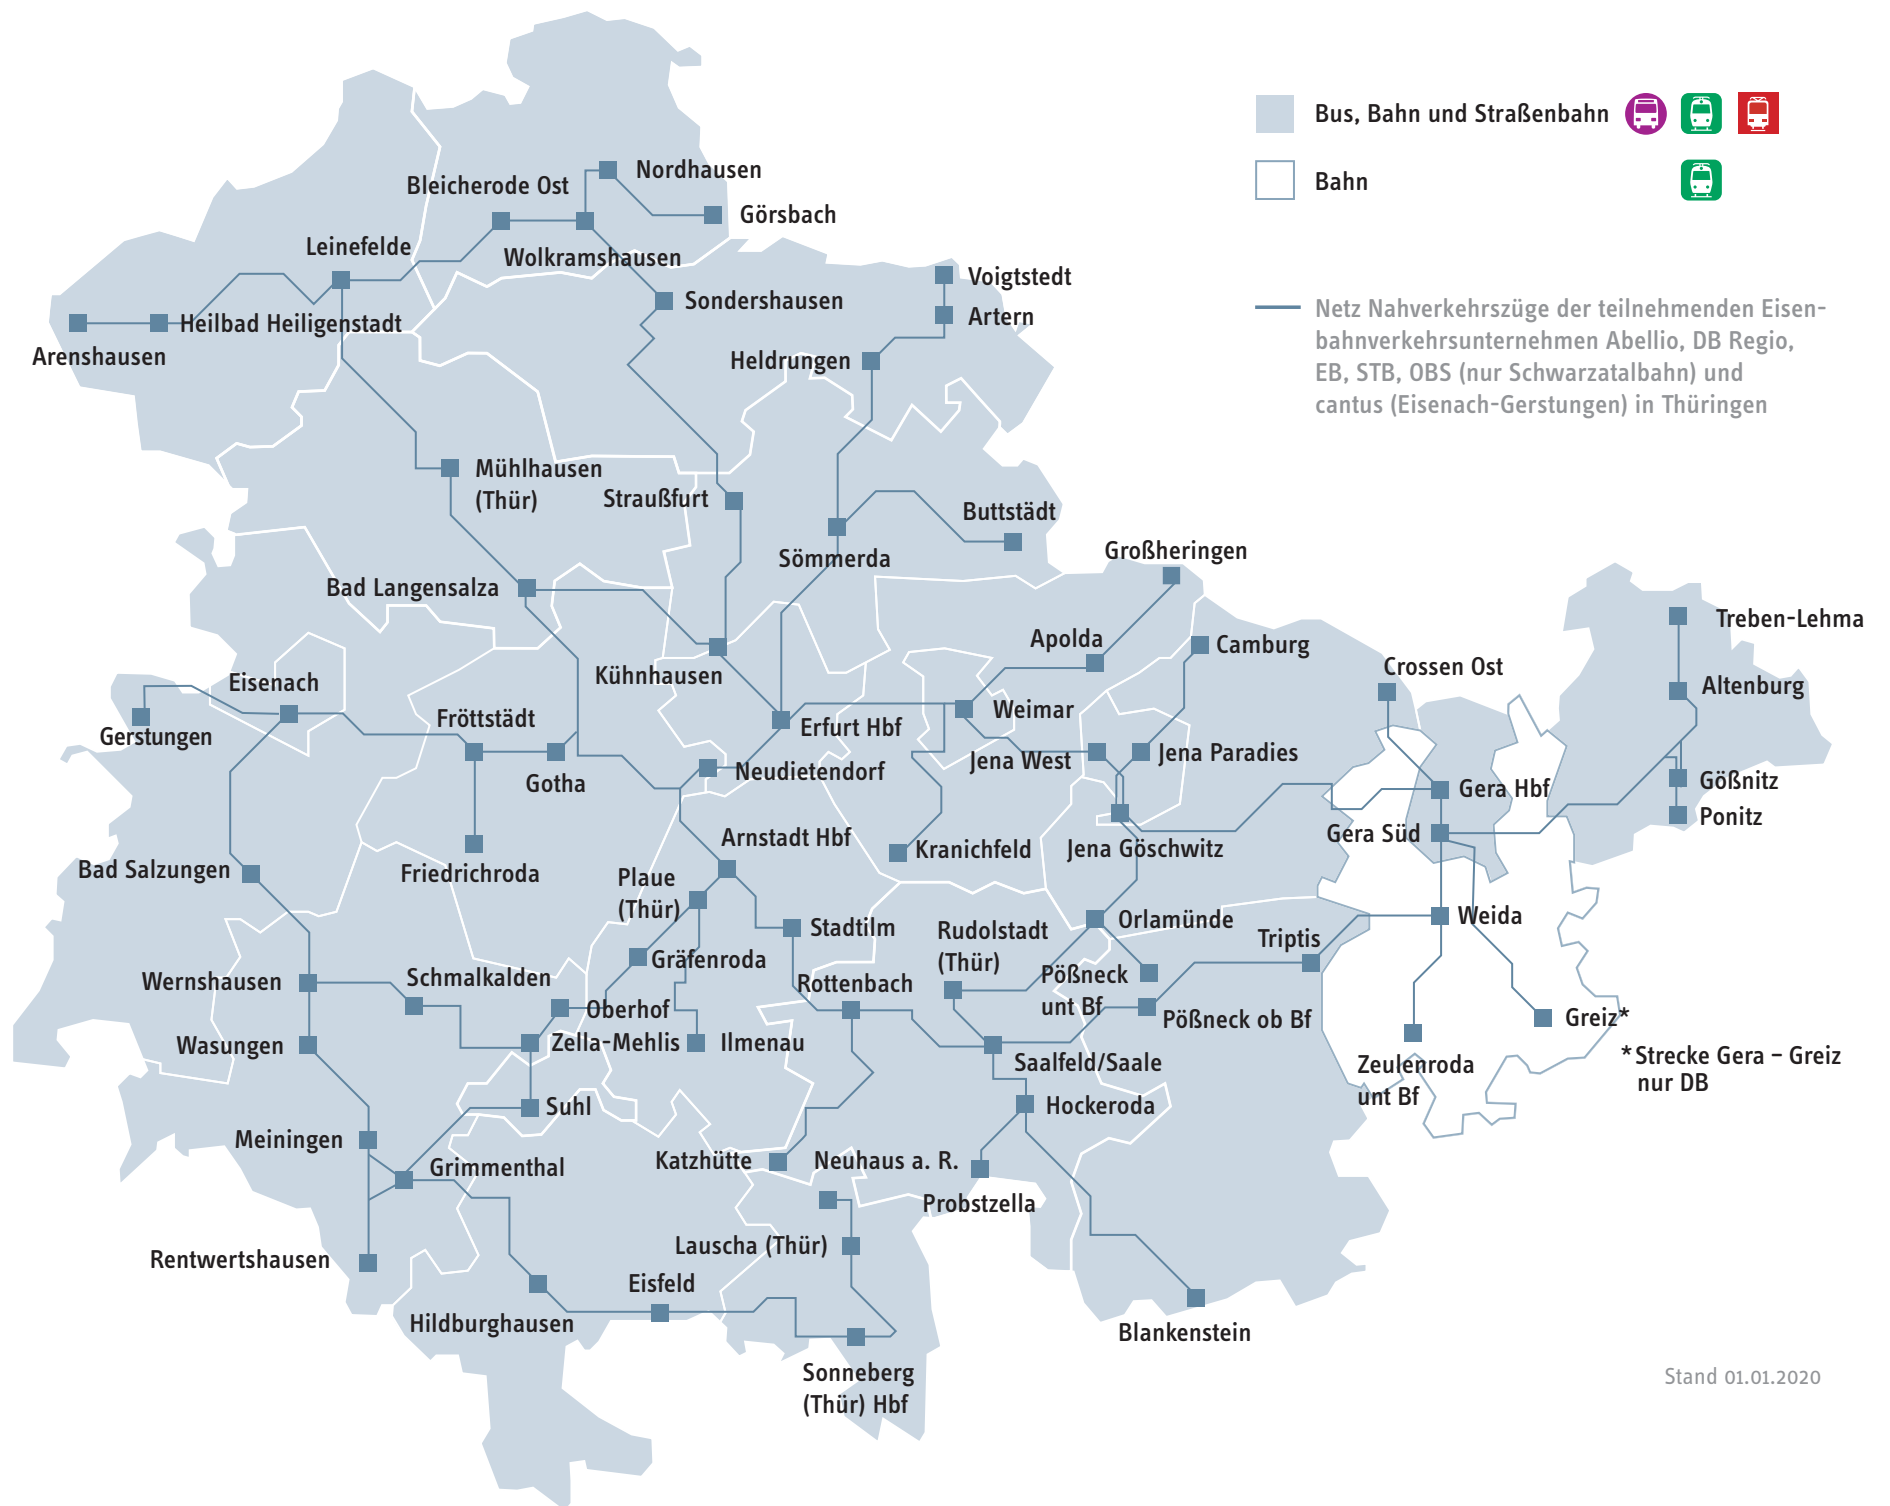 Bus, Bahn und Straßenbahn
Bahn
Netz Nahverkehrszüge der teilnehmenden Eisen-
bahnverkehrsunternehmen Abellio, DB Regio,
EB, STB, OBS (nur Schwarzatalbahn) und
cantus (Eisenach-Gerstungen) in Thüringen
Nordhausen
Bleicherode Ost
Görsbach
Leinefelde
Wolkramshausen
Voigtstedt
Sondershausen
Artern
Heilbad Heiligenstadt
Arenshausen
Heldrungen
Mühlhausen
(Thür)
Straußfurt
Buttstädt
Sömmerda
Großheringen
Bad Langensalza
Treben-Lehma
Apolda
Camburg
Crossen Ost
Kühnhausen
Eisenach
Altenburg
Weimar
Fröttstädt
Erfurt Hbf
Gerstungen
Jena West
Jena Paradies
Neudietendorf
Gotha
Gößnitz
Gera Hbf
Ponitz
Gera Süd
Arnstadt Hbf
Kranichfeld
Jena Göschwitz
Bad Salzungen
Friedrichroda
Plaue
(Thür)
Weida
Orlamünde
Stadtilm
Rudolstadt
(Thür)
Triptis
Gräfenroda
Pößneck
unt Bf
Schmalkalden
Wernshausen
Rottenbach
Oberhof
Pößneck ob Bf
Greiz*
Wasungen
Zella-Mehlis
Ilmenau
*Strecke Gera – Greiz
nur DB
Saalfeld/Saale
Zeulenroda
unt Bf
Suhl
Hockeroda
Meiningen
Katzhütte
Neuhaus a. R.
Grimmenthal
Probstzella
Lauscha (Thür)
Rentwertshausen
Eisfeld
Hildburghausen
Blankenstein
Sonneberg
(Thür) Hbf
Stand 01.01.2020